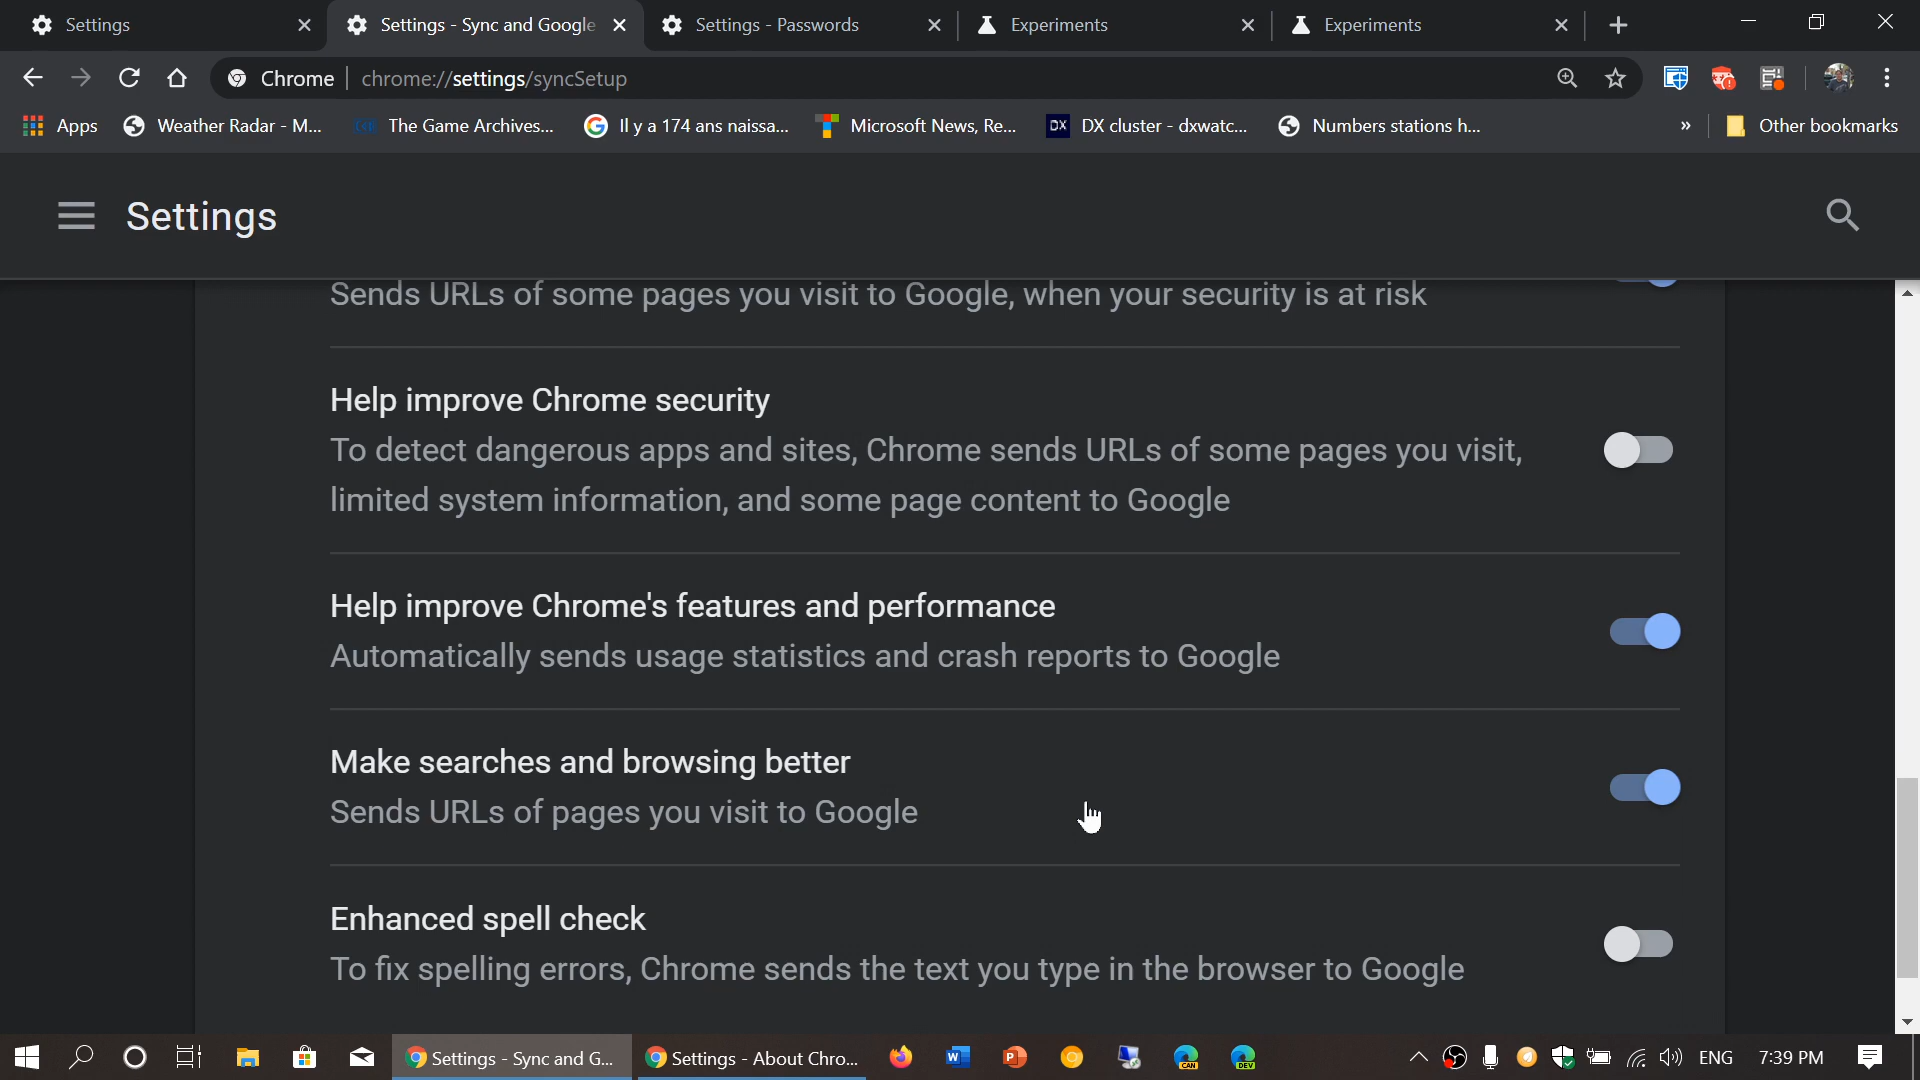 Settings
Settings - Sync and Google
Settings - Passwords
Experiments
Experiments
Chrome
chrome://settings/syncSetup
Apps
Weather Radar - M...
The Game Archives...
Il y a 174 ans naissa...
Microsoft News, Re...
DX
DX cluster - dxwatc...
Numbers stations h...
»
Other bookmarks
Settings
Sends URLs of some pages you visit to Google, when your security is at risk
Help improve Chrome security
To detect dangerous apps and sites, Chrome sends URLs of some pages you visit,
limited system information, and some page content to Google
Help improve Chrome's features and performance
Automatically sends usage statistics and crash reports to Google
Make searches and browsing better
Sends URLs of pages you visit to Google
Enhanced spell check
To fix spelling errors, Chrome sends the text you type in the browser to Google
Settings - Sync and G...
Settings - About Chro...
CAN
DEV
ENG
7:39 PM